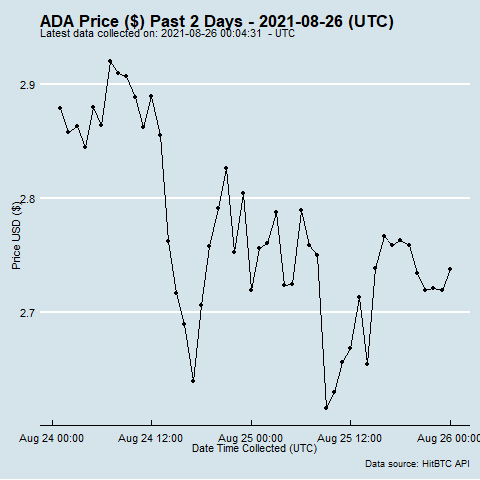 ADA Price ($) Past 2 Days - 2021-08-26 (UTC)
Latest data collected on: 2021-08-26 00:04:31  - UTC
2.9
2.8
2.7
Price USD ($)
Aug 24 00:00 Aug 24 12:00 Aug 25 00:00 Aug 25 12:00 Aug 26 00:00
Date Time Collected (UTC)
Data source: HitBTC API